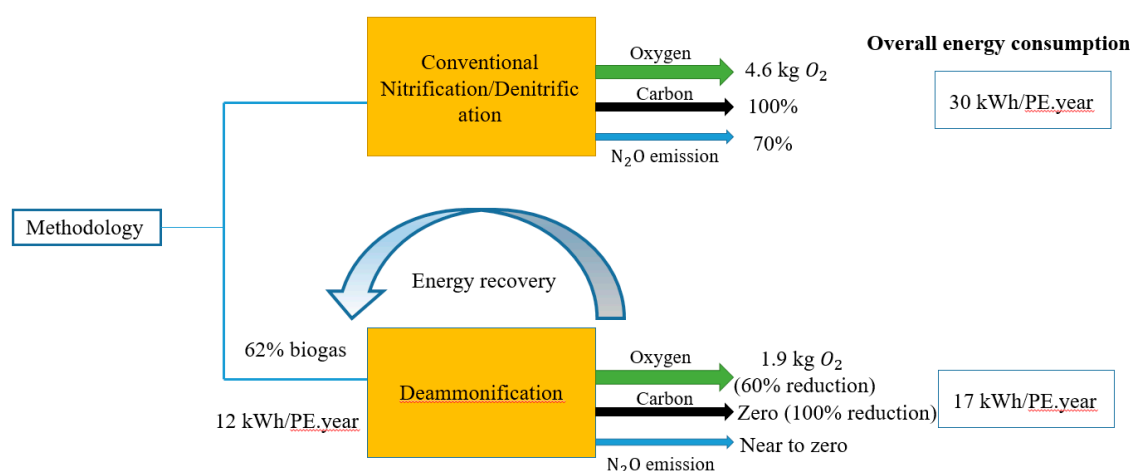 Overall energy consumption
Conventional
Nitrification/Denitrific
ation
Oxygen
4.6 kg O₂
Carbon
100%
N₂O emission
70%
30 kWh/PE.year
Methodology
Energy recovery
62% biogas
12 kWh/PE.year
Deammonification
Oxygen
1.9 kg O₂
(60% reduction)
Carbon
Zero (100% reduction)
N₂O emission
Near to zero
17 kWh/PE.year